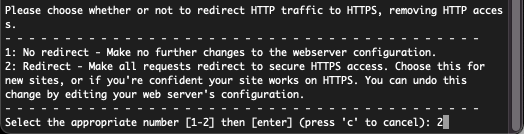 Please choose whether or not to redirect HTTP traffic to HTTPS, removing HTTP acces
s.
- - - - - - - - - - - - - - - - - - - - - - - - - - - - - - - - - - - - - - - -
1: No redirect - Make no further changes to the webserver configuration.
2: Redirect - Make all requests redirect to secure HTTPS access. Choose this for
new sites, or if you're confident your site works on HTTPS. You can undo this
change by editing your web server's configuration.
- - - - - - - - - - - - - - - - - - - - - - - - - - - - - - - - - - - - - - - -
Select the appropriate number [1-2] then [enter] (press 'c' to cancel): 2